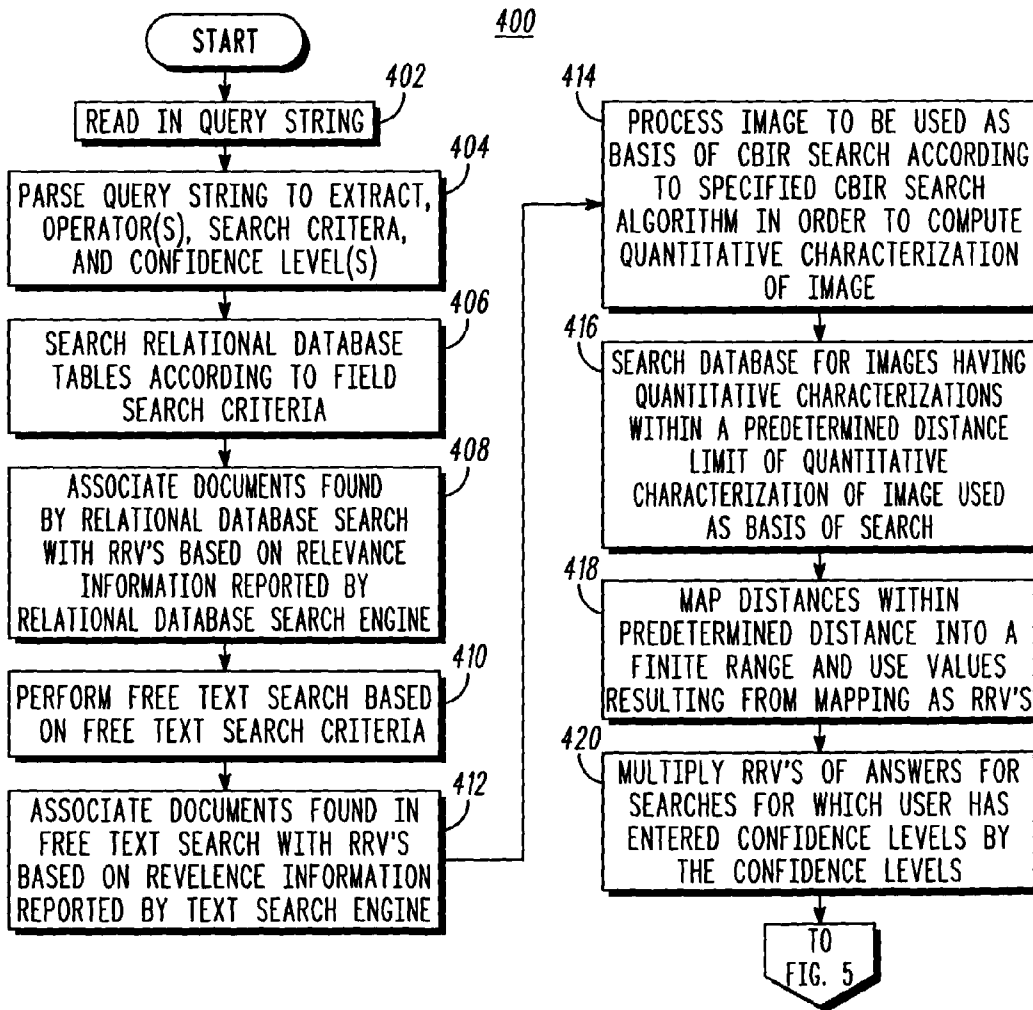 400
START
402
READ IN QUERY STRING
404
PARSE QUERY STRING TO EXTRACT,
OPERATOR(S), SEARCH CRITERA,
AND CONFIDENCE LEVEL(S)
406
SEARCH RELATIONAL DATABASE
TABLES ACCORDING TO FIELD
SEARCH CRITERIA
408
ASSOCIATE DOCUMENTS FOUND
BY RELATIONAL DATABASE SEARCH
WITH RRV'S BASED ON RELEVANCE
INFORMATION REPORTED BY
RELATIONAL DATABASE SEARCH ENGINE
410
PERFORM FREE TEXT SEARCH BASED
ON FREE TEXT SEARCH CRITERIA
412
ASSOCIATE DOCUMENTS FOUND IN
FREE TEXT SEARCH WITH RRV'S
BASED ON REVELENCE INFORMATION
REPORTED BY TEXT SEARCH ENGINE
414
PROCESS IMAGE TO BE USED AS
BASIS OF CBIR SEARCH ACCORDING
TO SPECIFIED CBIR SEARCH
ALGORITHM IN ORDER TO COMPUTE
QUANTITATIVE CHARACTERIZATION
OF IMAGE
416
SEARCH DATABASE FOR IMAGES HAVING
QUANTITATIVE CHARACTERIZATIONS
WITHIN A PREDETERMINED DISTANCE
LIMIT OF QUANTITATIVE
CHARACTERIZATION OF IMAGE USED
AS BASIS OF SEARCH
418
MAP DISTANCES WITHIN
PREDETERMINED DISTANCE INTO A
FINITE RANGE AND USE VALUES
RESULTING FROM MAPPING AS RRV'S
420
MULTIPLY RRV'S OF ANSWERS FOR
SEARCHES FOR WHICH USER HAS
ENTERED CONFIDENCE LEVELS BY
THE CONFIDENCE LEVELS
TO
FIG. 5